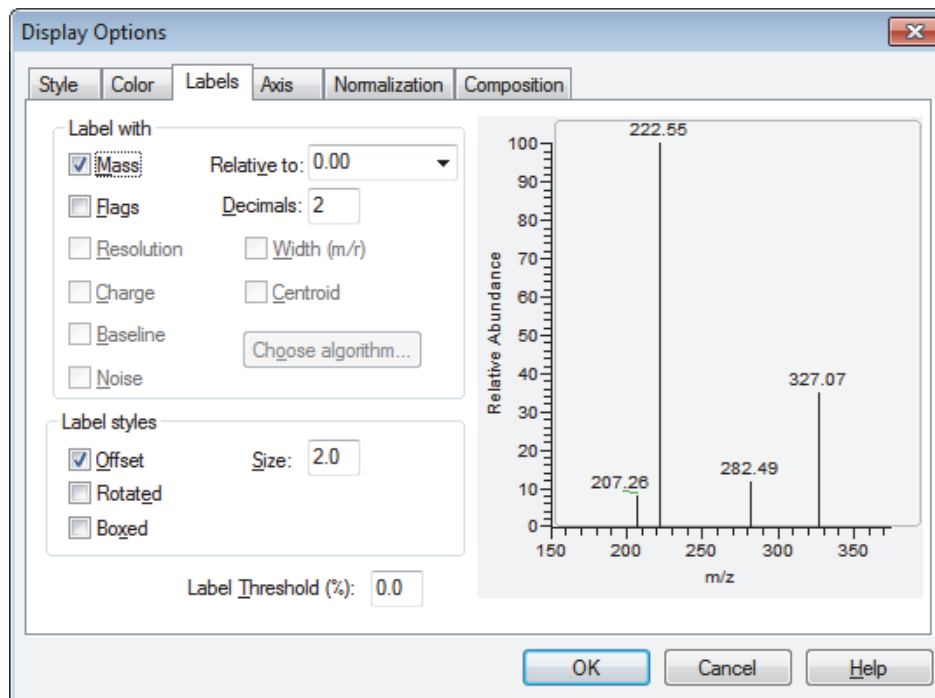 Display Options
Style Color Labels Axis Normalization Composition
Label with
Mass Relative to: 0.00
Flags Decimals: 2
Resolution Width (m/r)
Charge Centroid
Baseline
Choose algorithm...
Noise
Label styles
Offset Size: 2.0
Rotated
Boxed
Label Threshold (%): 0.0
222.55
100
90
80
70
60
50
40
30
20
10
0
Relative Abundance
327.07
282.49
207.26
150 200 250 300 350
m/z
OK Cancel Help